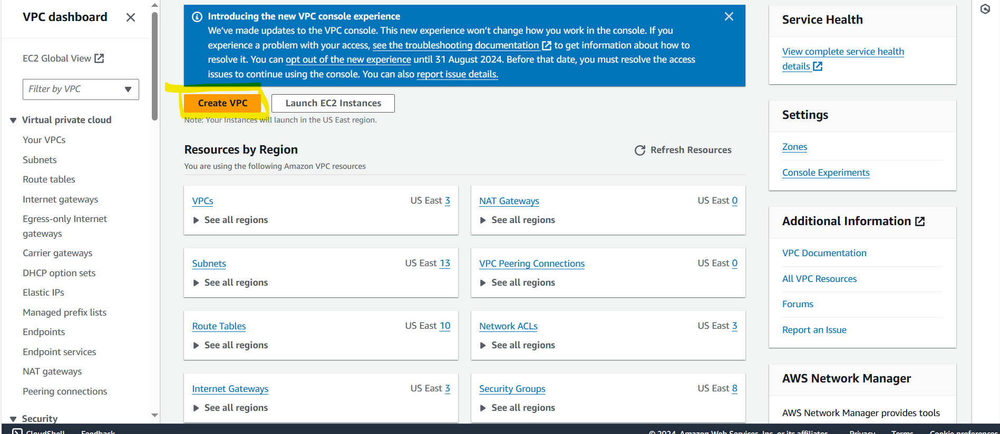 VPC dashboard
EC2 Global View
Filter by VPC
Virtual private cloud
Your VPCs
Subnets
Route tables
Internet gateways
Egress-only Internet
gateways
Carrier gateways
DHCP option sets
Elastic IPs
Managed prefix lists
Endpoints
Endpoint services
NAT gateways
Peering connections
Security
Introducing the new VPC console experience
We’ve made updates to the VPC console. This new experience won’t change how you work in the console. If you
experience a problem with your access, see the troubleshooting documentation to get information about how to
resolve it. You can opt out of the new experience until 31 August 2024. Before that date, you must resolve the access
issues to continue using the console. You can also report issue details.
Create VPC
Launch EC2 Instances
Note: Your Instances will launch in the US East region.
Resources by Region
Refresh Resources
You are using the following Amazon VPC resources
VPCs US East 3
See all regions
NAT Gateways US East 0
See all regions
Subnets US East 13
See all regions
VPC Peering Connections US East 0
See all regions
Route Tables US East 10
See all regions
Network ACLs US East 3
See all regions
Internet Gateways US East 3
See all regions
Security Groups US East 8
See all regions
Service Health
View complete service health
details
Settings
Zones
Console Experiments
Additional Information
VPC Documentation
All VPC Resources
Forums
Report an Issue
AWS Network Manager
AWS Network Manager provides tools
CloudShell Feedback © 2024, Amazon Web Services, Inc. or its affiliates. Privacy Terms Cookie preferences